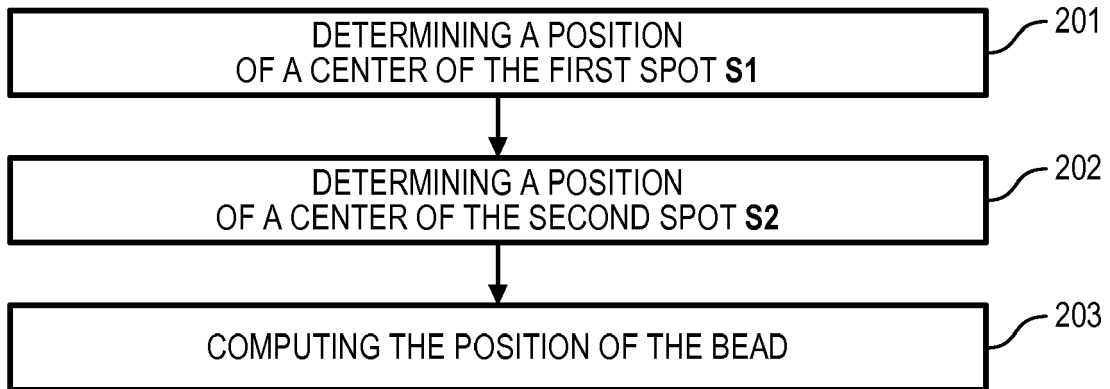 DETERMINING A POSITION
OF A CENTER OF THE FIRST SPOT S1
201
DETERMINING A POSITION
OF A CENTER OF THE SECOND SPOT S2
202
COMPUTING THE POSITION OF THE BEAD
203